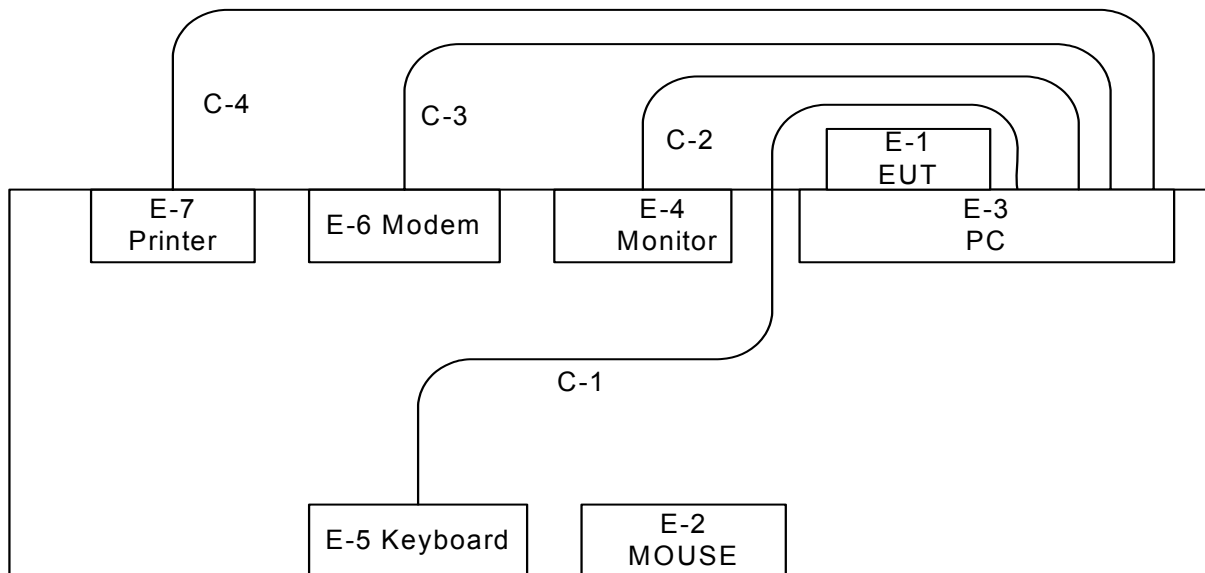 C-4
C-3
C-2
E-1
EUT
E-7
Printer
E-6 Modem
E-4
Monitor
E-3
PC
C-1
E-5 Keyboard
E-2
MOUSE